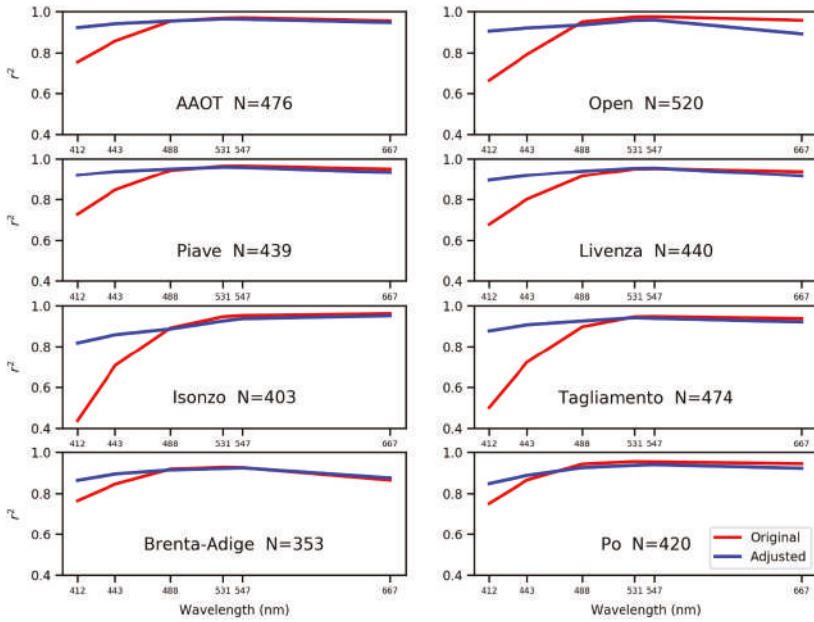 1.0
0.8
0.6
0.4
r²
AAOT N=476
412 443 488 531 547 667
1.0
0.8
0.6
0.4
Open N=520
412 443 488 531 547 667
1.0
0.8
0.6
0.4
r²
Piave N=439
412 443 488 531 547 667
1.0
0.8
0.6
0.4
Livenza N=440
412 443 488 531 547 667
1.0
0.8
0.6
0.4
r²
Isonzo N=403
412 443 488 531 547 667
1.0
0.8
0.6
0.4
Tagliamento N=474
412 443 488 531 547 667
1.0
0.8
0.6
0.4
r²
Brenta-Adige N=353
412 443 488 531 547 667
Wavelength (nm)
1.0
0.8
0.6
0.4
Po N=420
Original
Adjusted
412 443 488 531 547 667
Wavelength (nm)